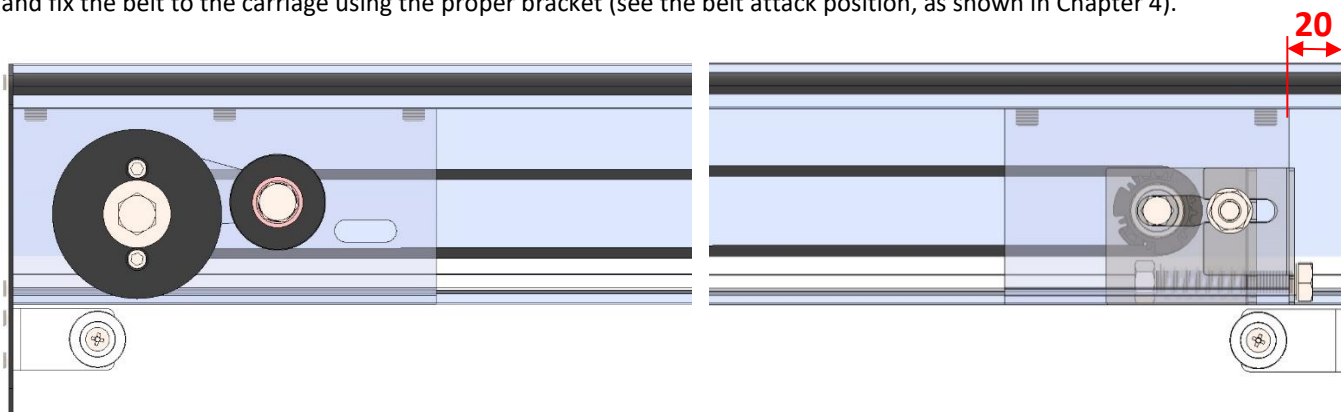 and fix the belt to the carriage using the proper bracket (see the belt attack position, as shown in Chapter 4).
20